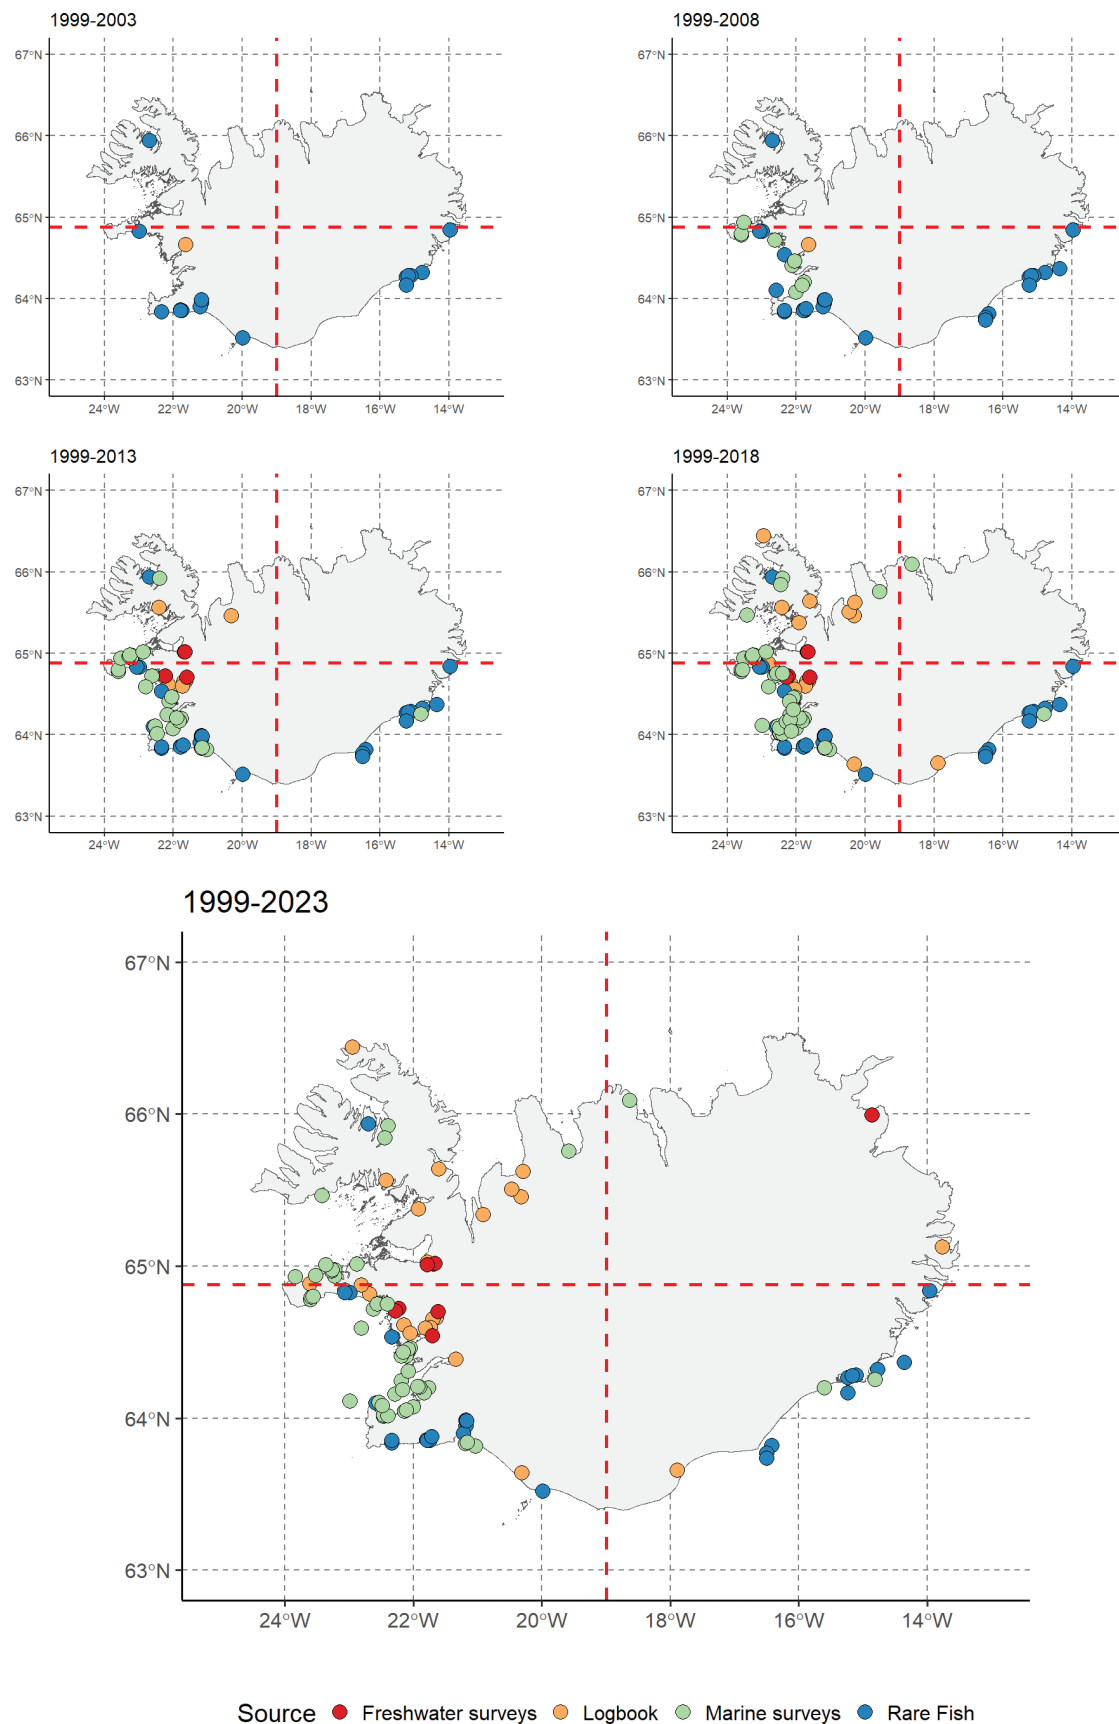 1999-2003
1999-2008
67°N
66°N
65°N
64°N
63°N
24°W 22°W 20°W 18°W 16°W 14°W
67°N
66°N
65°N
64°N
63°N
24°W 22°W 20°W 18°W 16°W 14°W
1999-2013
1999-2018
67°N
66°N
65°N
64°N
63°N
24°W 22°W 20°W 18°W 16°W 14°W
67°N
66°N
65°N
64°N
63°N
24°W 22°W 20°W 18°W 16°W 14°W
1999-2023
67°N
66°N
65°N
64°N
63°N
24°W 22°W 20°W 18°W 16°W 14°W
Source Freshwater surveys Logbook Marine surveys Rare Fish